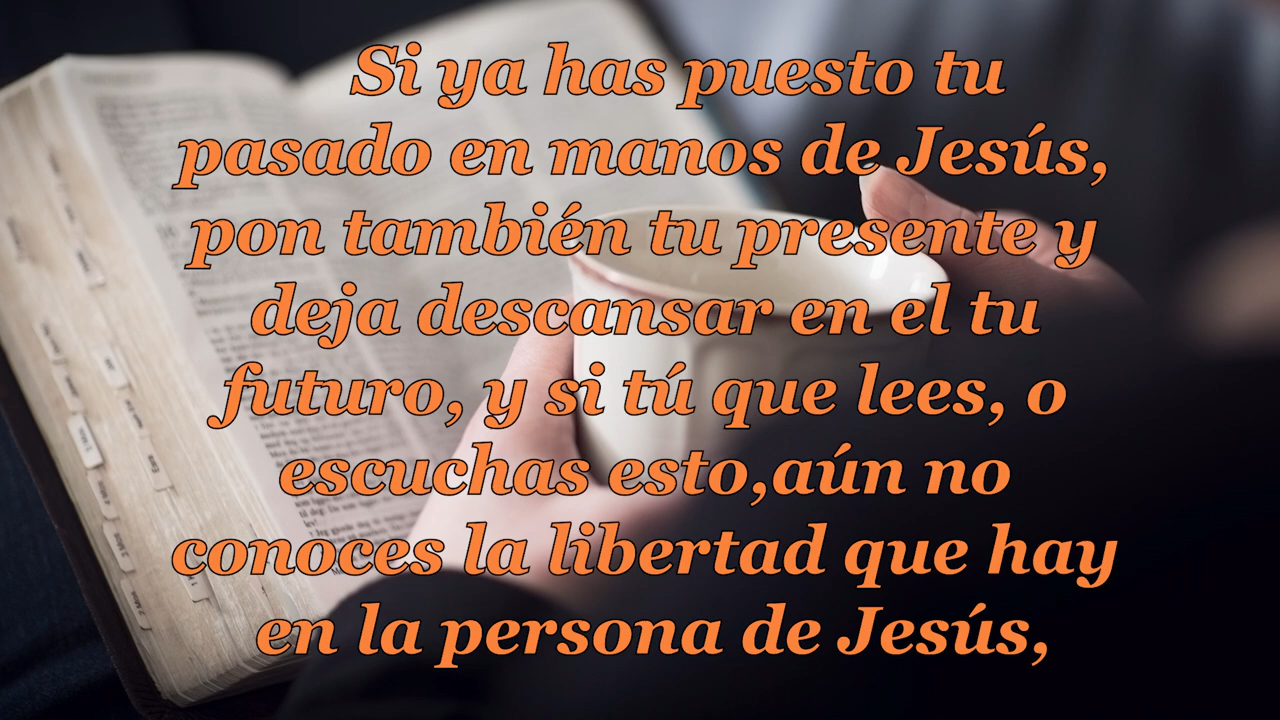 Si ya has puesto tu
pasado en manos de Jesús,
pon también tu presente y
deja descansar en el tu
futuro, y si tú que lees, o
escuchas esto,aún no
conoces la libertad que hay
en la persona de Jesús,